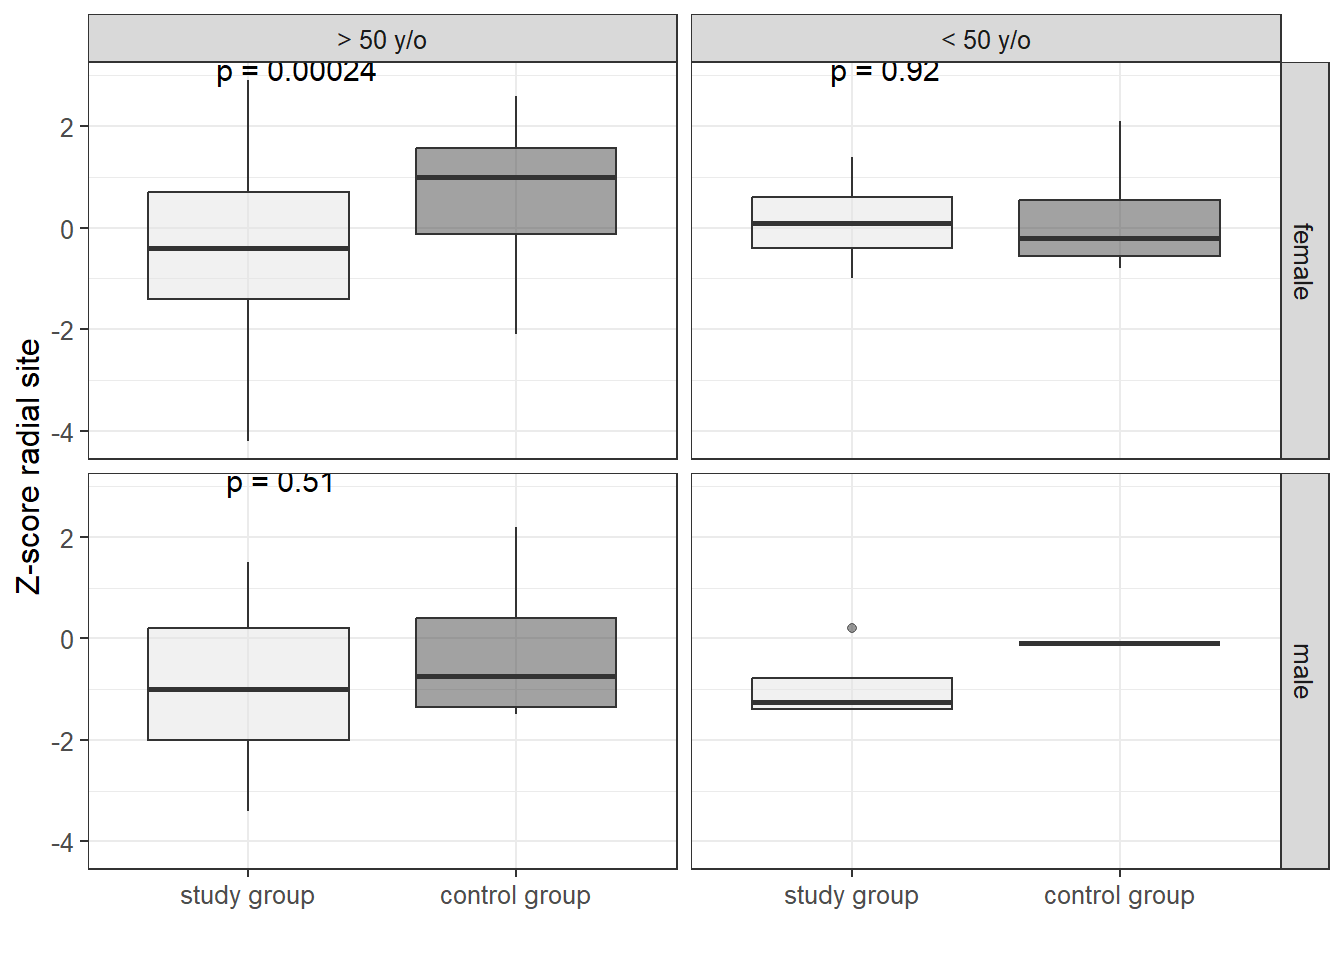 > 50 y/o
< 50 y/o
p = 0.00024
p = 0.92
2
0
-2
-4
female
Z-score radial site
p = 0.51
2
0
-2
-4
male
study group
control group
study group
control group